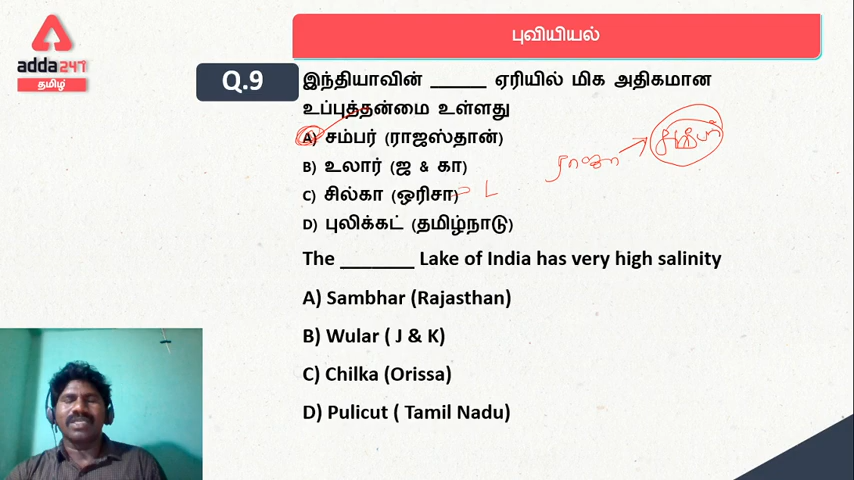 புவியியல்
adda247
தமிழ்
Q.9
இந்தியாவின் ______ ஏரியில் மிக அதிகமான
உப்புத்தன்மை உள்ளது
A) சம்பர் (ராஜஸ்தான்)
B) உலார் (ஜ & கா)
C) சில்கா (ஒரிசா)
D) புலிக்கட் (தமிழ்நாடு)
The _______ Lake of India has very high salinity
A) Sambhar (Rajasthan)
B) Wular ( J & K)
C) Chilka (Orissa)
D) Pulicut ( Tamil Nadu)